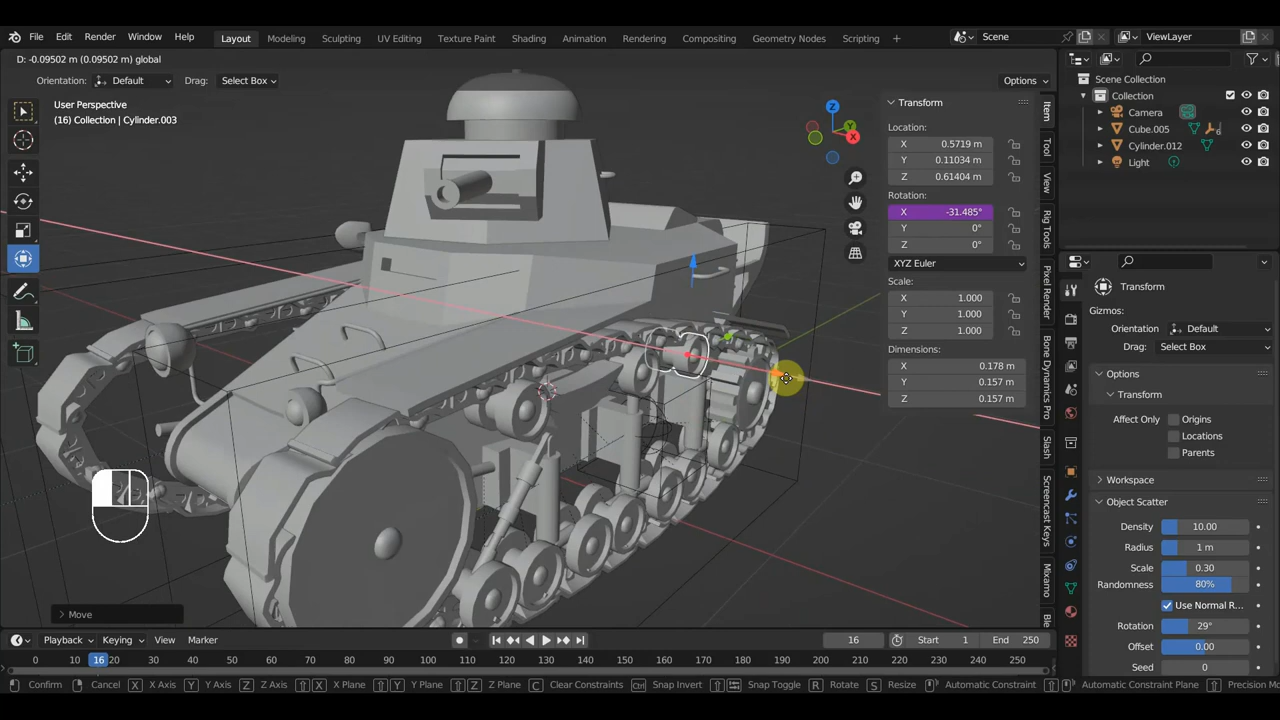 File Edit Render Window Help Layout Modeling Sculpting UV Editing Texture Paint Shading Animation Rendering Compositing Geometry Nodes Scripting + Scene ViewLayer
D: -0.09502 m (0.09502 m) global
Orientation: Default Drag: Select Box Options
User Perspective
(16) Collection | Cylinder.003
Transform
Location:
X 0.5719 m
Y 0.11034 m
Z 0.61404 m
Rotation:
X -31.485°
Y 0°
Z 0°
XYZ Euler
Scale:
X 1.000
Y 1.000
Z 1.000
Dimensions:
X 0.178 m
Y 0.157 m
Z 0.157 m
Z
Y
X
Item
Tool
View
Rig Tools
Pixel Render
Bone Dynamics Pro
Slash
Screencast Keys
Mixamo
Ble
Scene Collection
Collection
Camera
Cube.005 6
Cylinder.012
Light
Transform
Gizmos:
Orientation Default
Drag: Select Box
Options
Transform
Affect Only Origins
Locations
Parents
Workspace
Object Scatter
Density 10.00
Radius 1 m
Scale 0.30
Randomness 80%
Use Normal R...
Rotation 29°
Offset 0.00
Seed 0
Move
Playback Keying View Marker 16 Start 1 End 250
0 10 16 20 30 40 50 60 70 80 90 100 110 120 130 140 150 160 170 180 190 200 210 220 230 240 250
Confirm Cancel X X Axis Y Y Axis Z Z Axis X X Plane Y Y Plane Z Z Plane C Clear Constraints Ctrl Snap Invert Snap Toggle R Rotate S Resize Automatic Constraint Automatic Constraint Plane Precision Mo